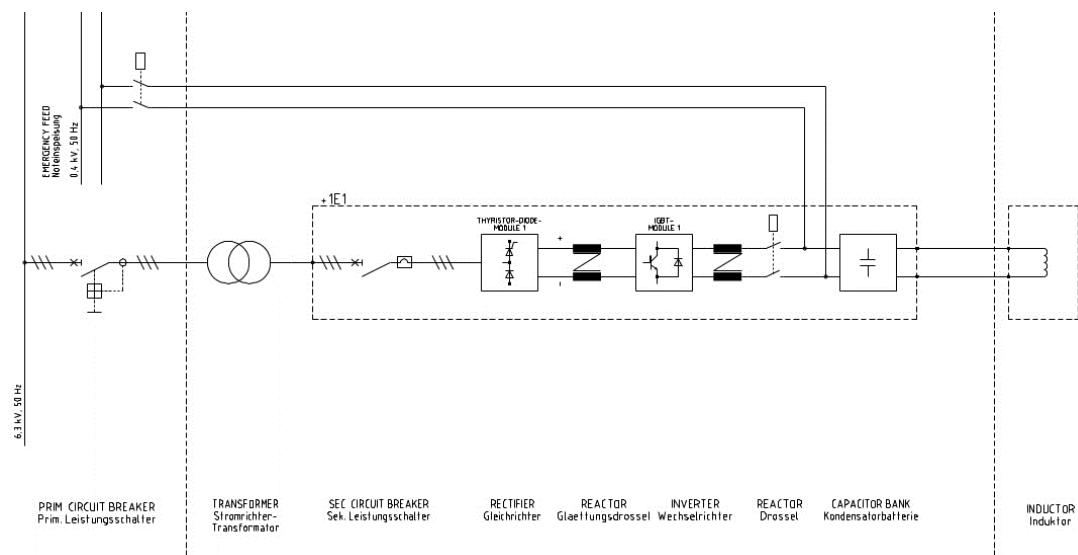 EMERGENCY FEED
Noteinspeisung
0.4 kV, 50 Hz
+1E1
THYRISTOR-DIODE-
MODULE 1
IGBT-
MODULE 1
+
-
6.3 kV, 50 Hz
PRIM CIRCUIT BREAKER
Prim. Leistungsschalter
TRANSFORMER
Stromrichter-
Transformator
SEC CIRCUIT BREAKER
Sek. Leistungsschalter
RECTIFIER
Gleichrichter
REACTOR
Glaettungsdrossel
INVERTER
Wechselrichter
REACTOR
Drossel
CAPACITOR BANK
Kondensatorbatterie
INDUCTOR
Induktor